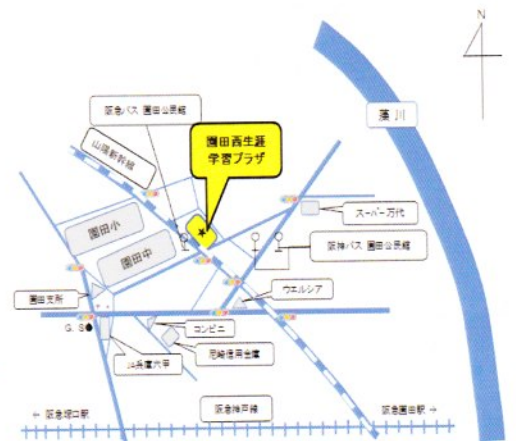 N
阪急バス 園田公民館
藻川
園田西生涯
学習プラザ
山陽新幹線
スーパー万代
園田小
園田中
阪神バス 園田公民館
園田支所
ウエルシア
G.S
コンビニ
JA兵庫六甲
尼崎信用金庫
← 阪急塚口駅
阪急神戸線
阪急園田駅 →